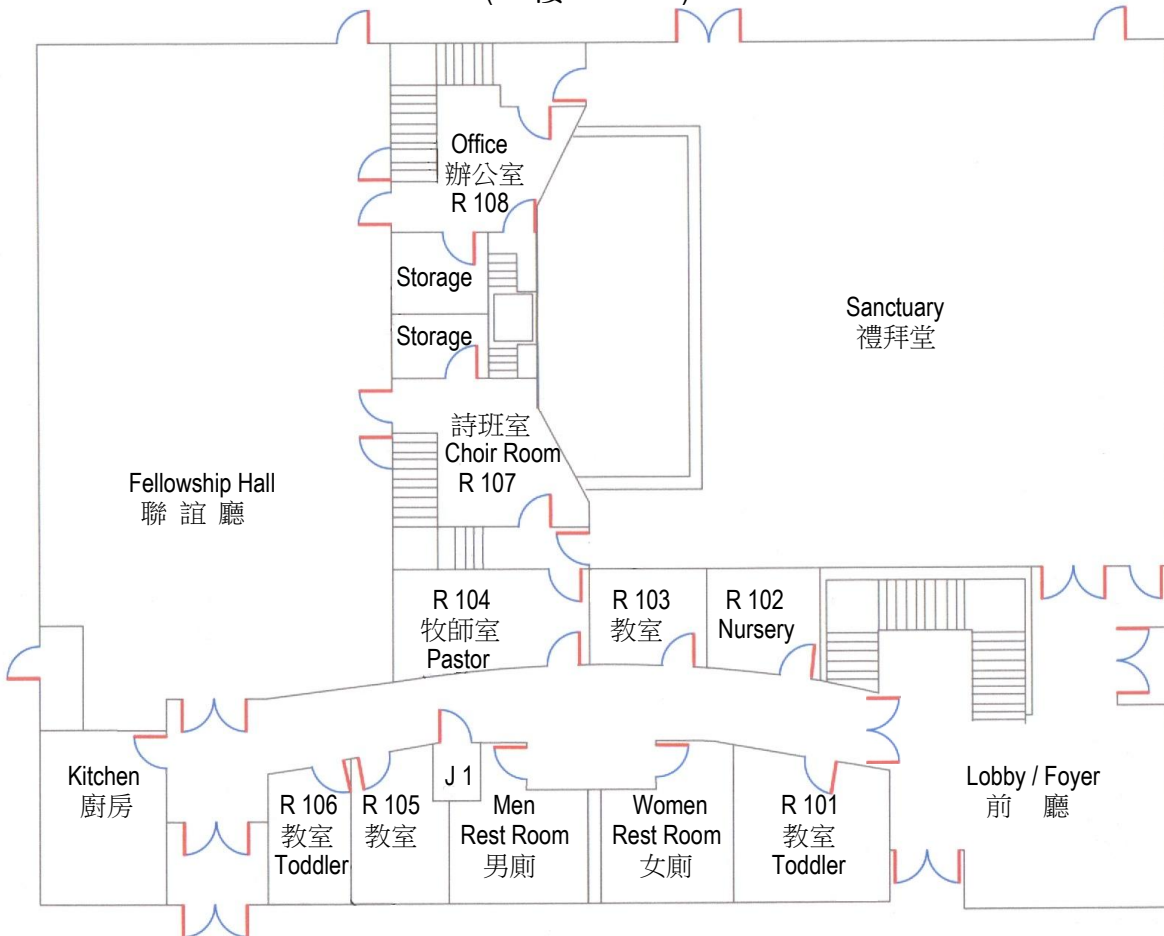 Office
辦公室
R 108
Storage
Storage
Sanctuary
禮拜堂
詩班室
Choir Room
R 107
Fellowship Hall
聯 誼 廳
R 104
牧師室
Pastor
R 103
教室
R 102
Nursery
Kitchen
廚房
R 106
教室
Toddler
R 105
教室
J 1
Men
Rest Room
男廁
Women
Rest Room
女廁
R 101
教室
Toddler
Lobby / Foyer
前 廳